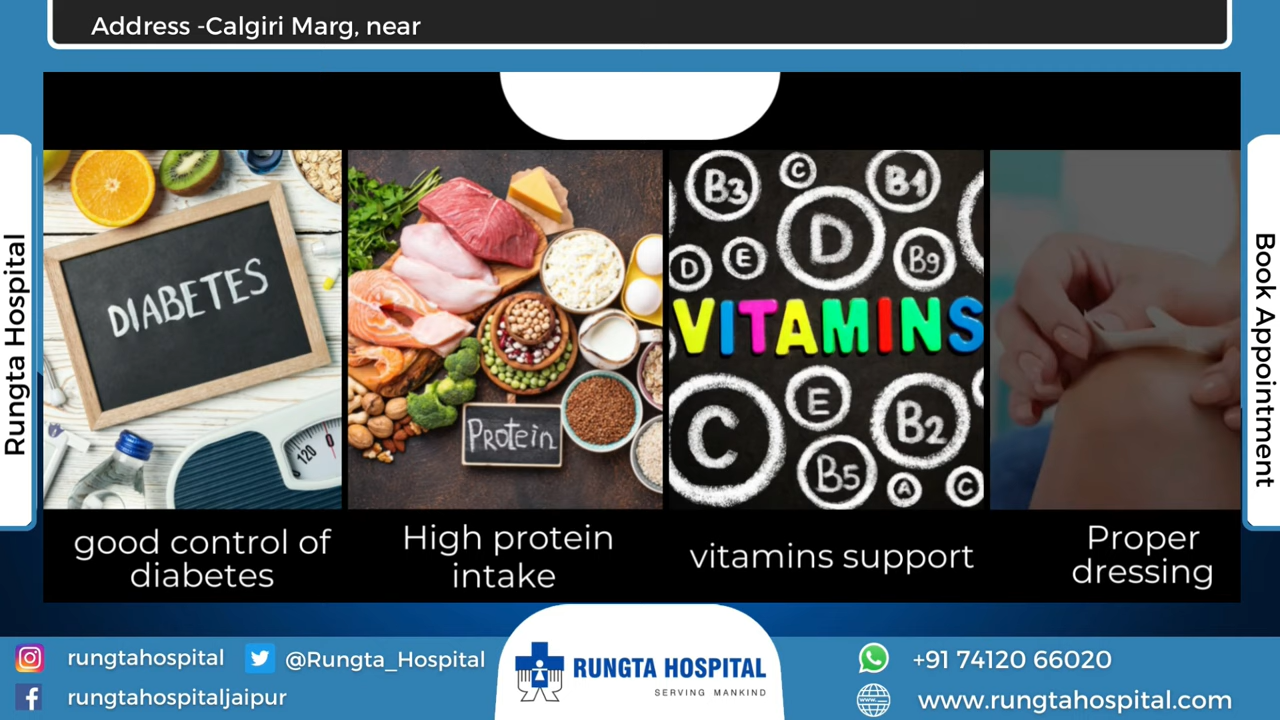 Address -Calgiri Marg, near
Rungta Hospital
Book Appointment
DIABETES
120
0
Protein
B3
C
B1
D
D
E
B9
VITAMINS
C
E
B2
B5
A
C
good control of
diabetes
High protein
intake
vitamins support
Proper
dressing
rungtahospital
@Rungta_Hospital
rungtahospitaljaipur
RUNGTA HOSPITAL
SERVING MANKIND
+91 74120 66020
www.rungtahospital.com